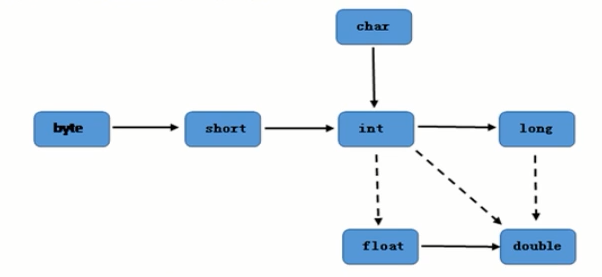 char
byte
short
int
long
float
double